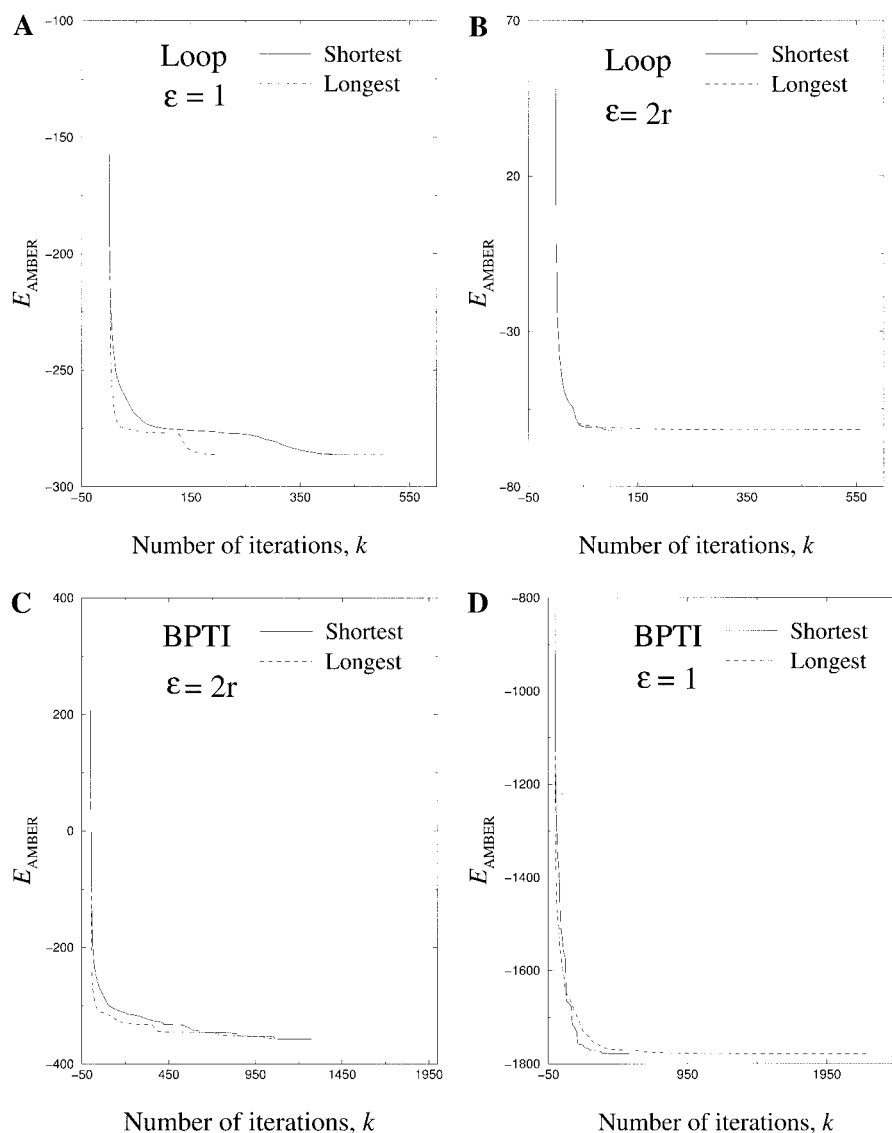 A
Loop
ε = 1
Shortest
Longest
−100
−150
−200
−250
−300
E_AMBER
−50
150
350
550
Number of iterations, k
B
Loop
ε= 2r
Shortest
Longest
70
20
−30
−80
E_AMBER
−50
150
350
550
Number of iterations, k
C
BPTI
ε = 2r
Shortest
Longest
400
200
0
−200
−400
E_AMBER
−50
450
950
1450
1950
Number of iterations, k
D
BPTI
ε = 1
Shortest
Longest
−800
−1000
−1200
−1400
−1600
−1800
E_AMBER
−50
950
1950
Number of iterations, k